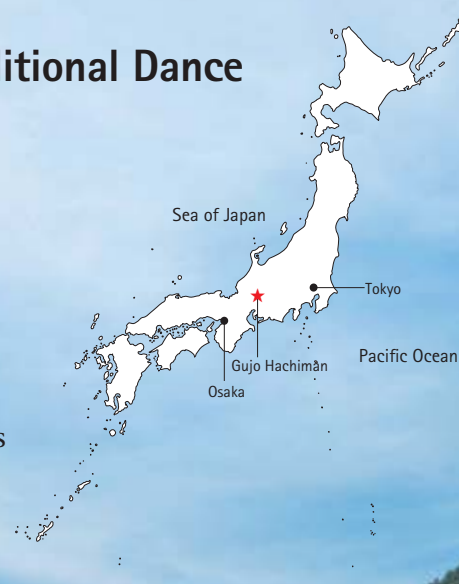 itional Dance
Sea of Japan
Tokyo
Pacific Ocean
Gujo Hachiman
Osaka
s